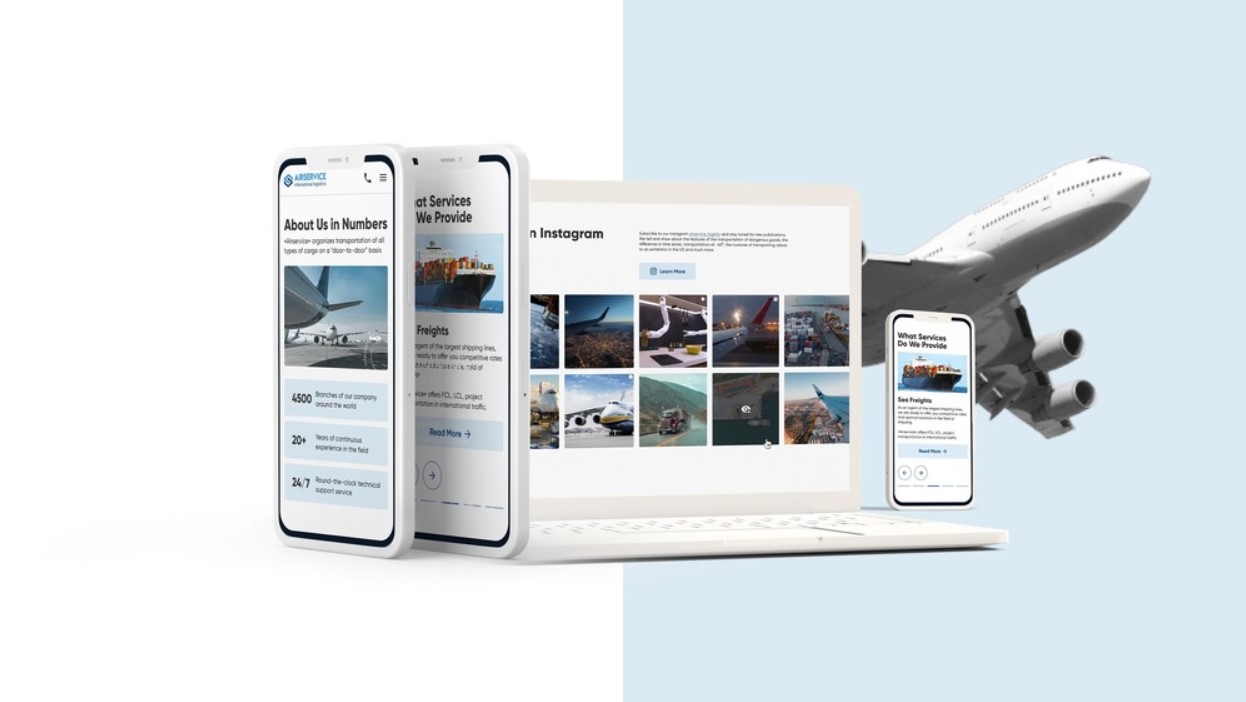 AIRSERVICE
International logistics
About Us in Numbers
«Airservice» organizes transportation of all
types of cargo on a "door-to-door" basis
4500
Branches of our company
around the world
20+
Years of continuous
experience in the field
24/7
Round-the-clock technical
support service
at Services
We Provide
Freights
agent of the largest shipping lines,
ready to offer you competitive rates
offers FCL, LCL, project
in international traffic.
Read More
n Instagram
Subscribe to our Instagram airservice_logistic and stay tuned for new publications.
We tell and show about the features of the transportation of dangerous goods, the
difference in time zones, transportation at -40°, the nuances of transporting robots
to an exhibition in the US and much more.
Learn More
What Services
Do We Provide
Sea Freights
As an agent of the largest shipping lines,
we are ready to offer you competitive rates
and optimal solutions in the field of
shipping.
«Airservice» offers FCL, LCL, project
transportation in international traffic.
Read More